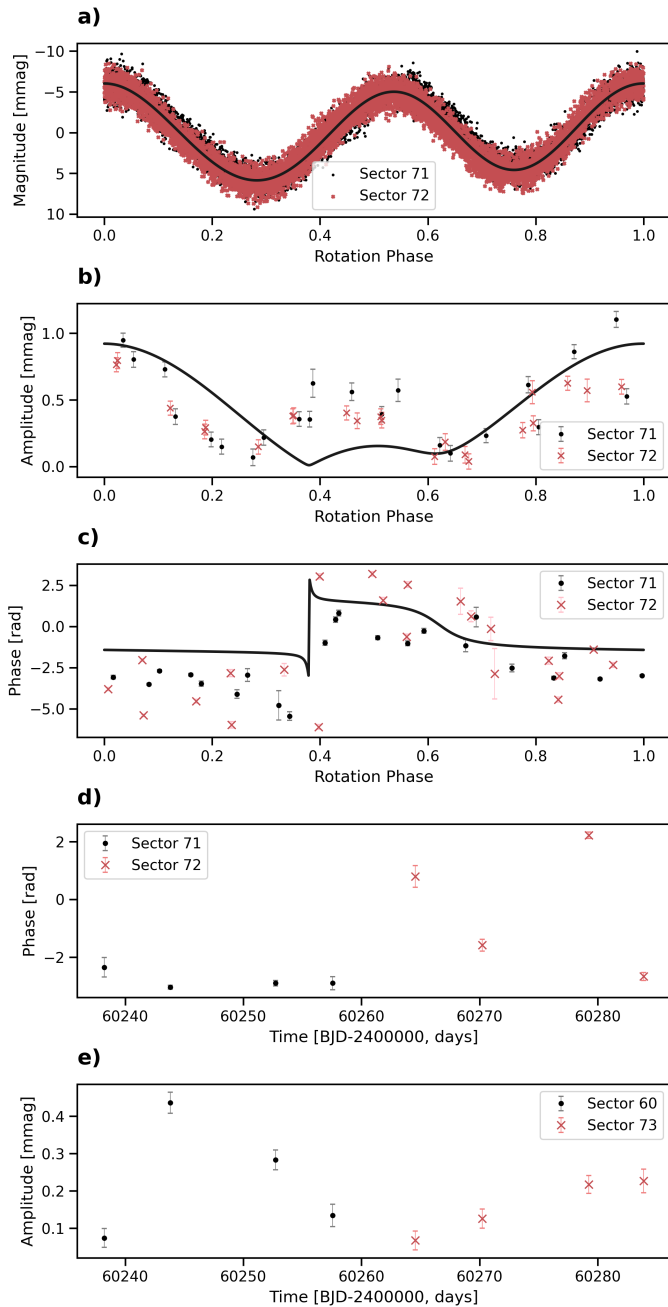 a)
−10
−5
0
5
10
Magnitude [mmag]
Sector 71
Sector 72
0.0 0.2 0.4 0.6 0.8 1.0
Rotation Phase
b)
1.0
0.5
0.0
Amplitude [mmag]
Sector 71
Sector 72
0.0 0.2 0.4 0.6 0.8 1.0
Rotation Phase
c)
2.5
0.0
−2.5
−5.0
Phase [rad]
Sector 71
Sector 72
0.0 0.2 0.4 0.6 0.8 1.0
Rotation Phase
d)
2
0
−2
Phase [rad]
Sector 71
Sector 72
60240 60250 60260 60270 60280
Time [BJD-2400000, days]
e)
0.4
0.3
0.2
0.1
Amplitude [mmag]
Sector 60
Sector 73
60240 60250 60260 60270 60280
Time [BJD-2400000, days]